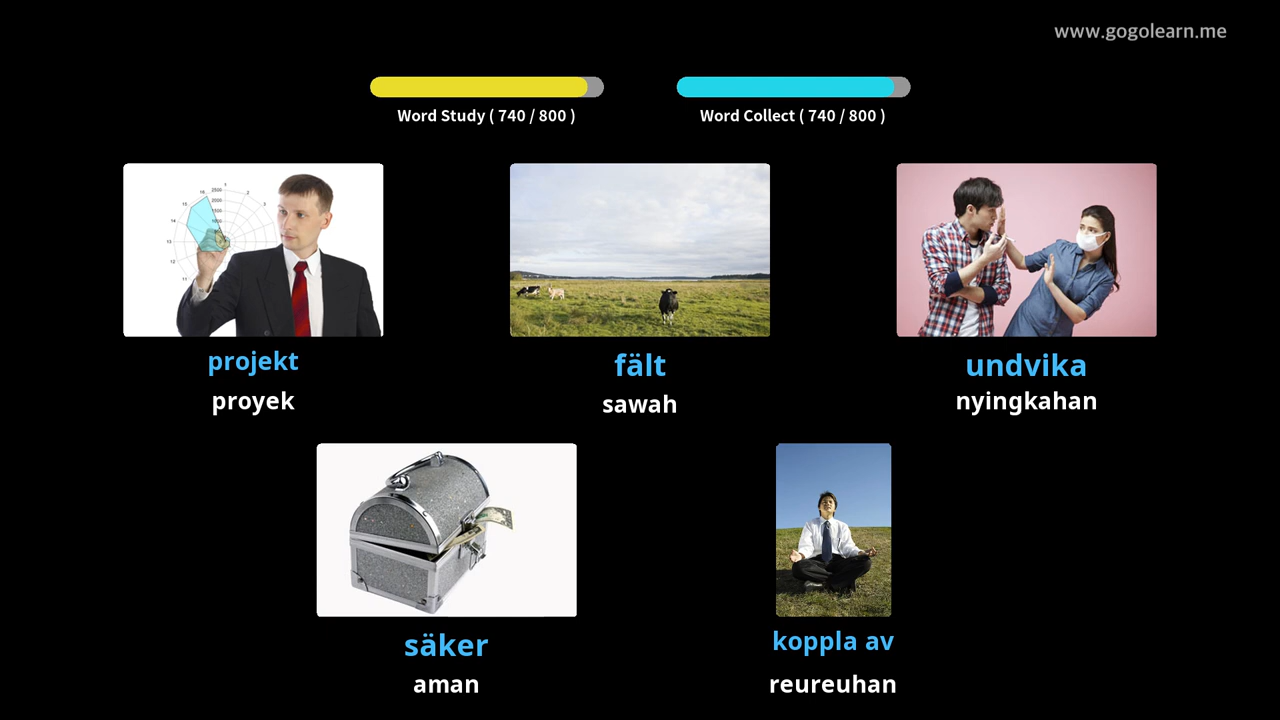 www.gogolearn.me
Word Study ( 740 / 800 )
Word Collect ( 740 / 800 )
projekt
proyek
fält
sawah
undvika
nyingkahan
säker
aman
koppla av
reureuhan